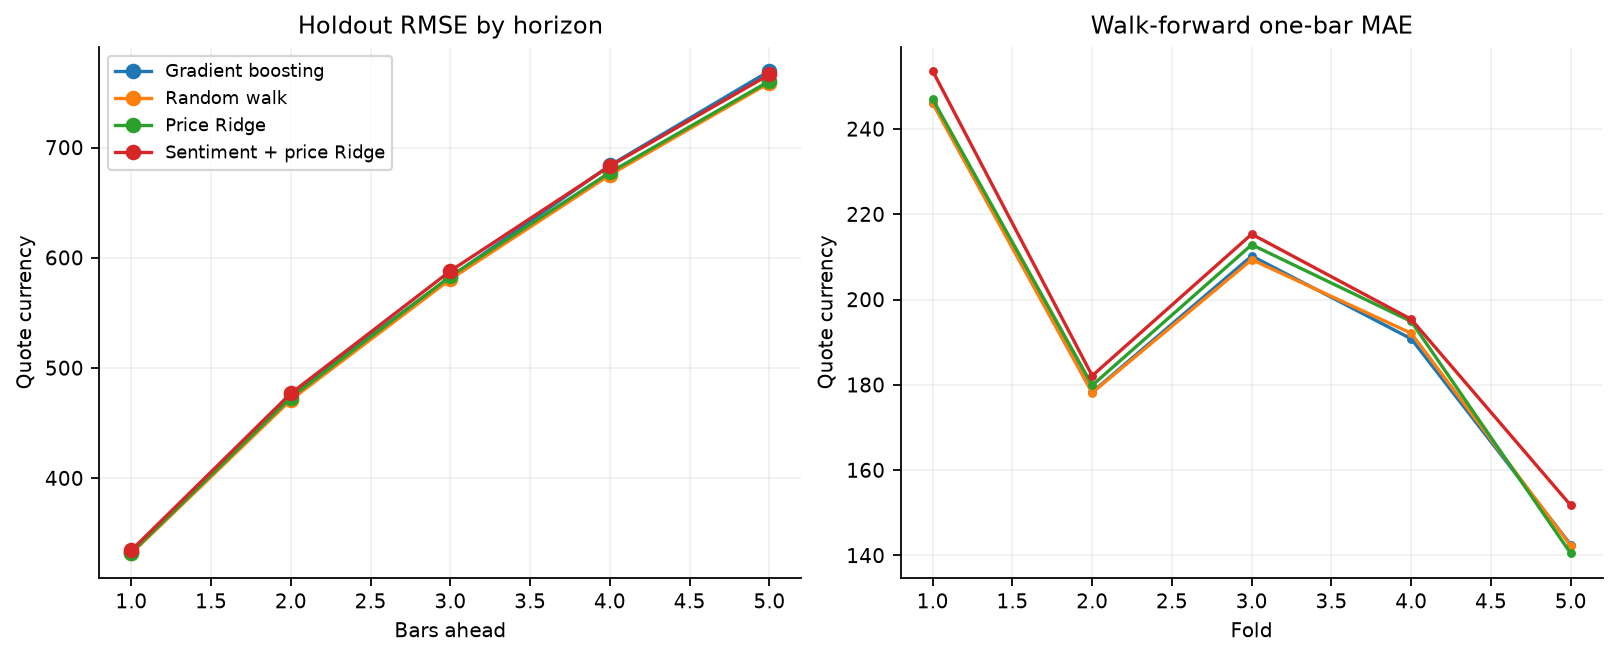 Holdout RMSE by horizon
Quote currency
700
600
500
400
Gradient boosting
Random walk
Price Ridge
Sentiment + price Ridge
1.0 1.5 2.0 2.5 3.0 3.5 4.0 4.5 5.0
Bars ahead
Walk-forward one-bar MAE
Quote currency
240
220
200
180
160
140
1.0 1.5 2.0 2.5 3.0 3.5 4.0 4.5 5.0
Fold